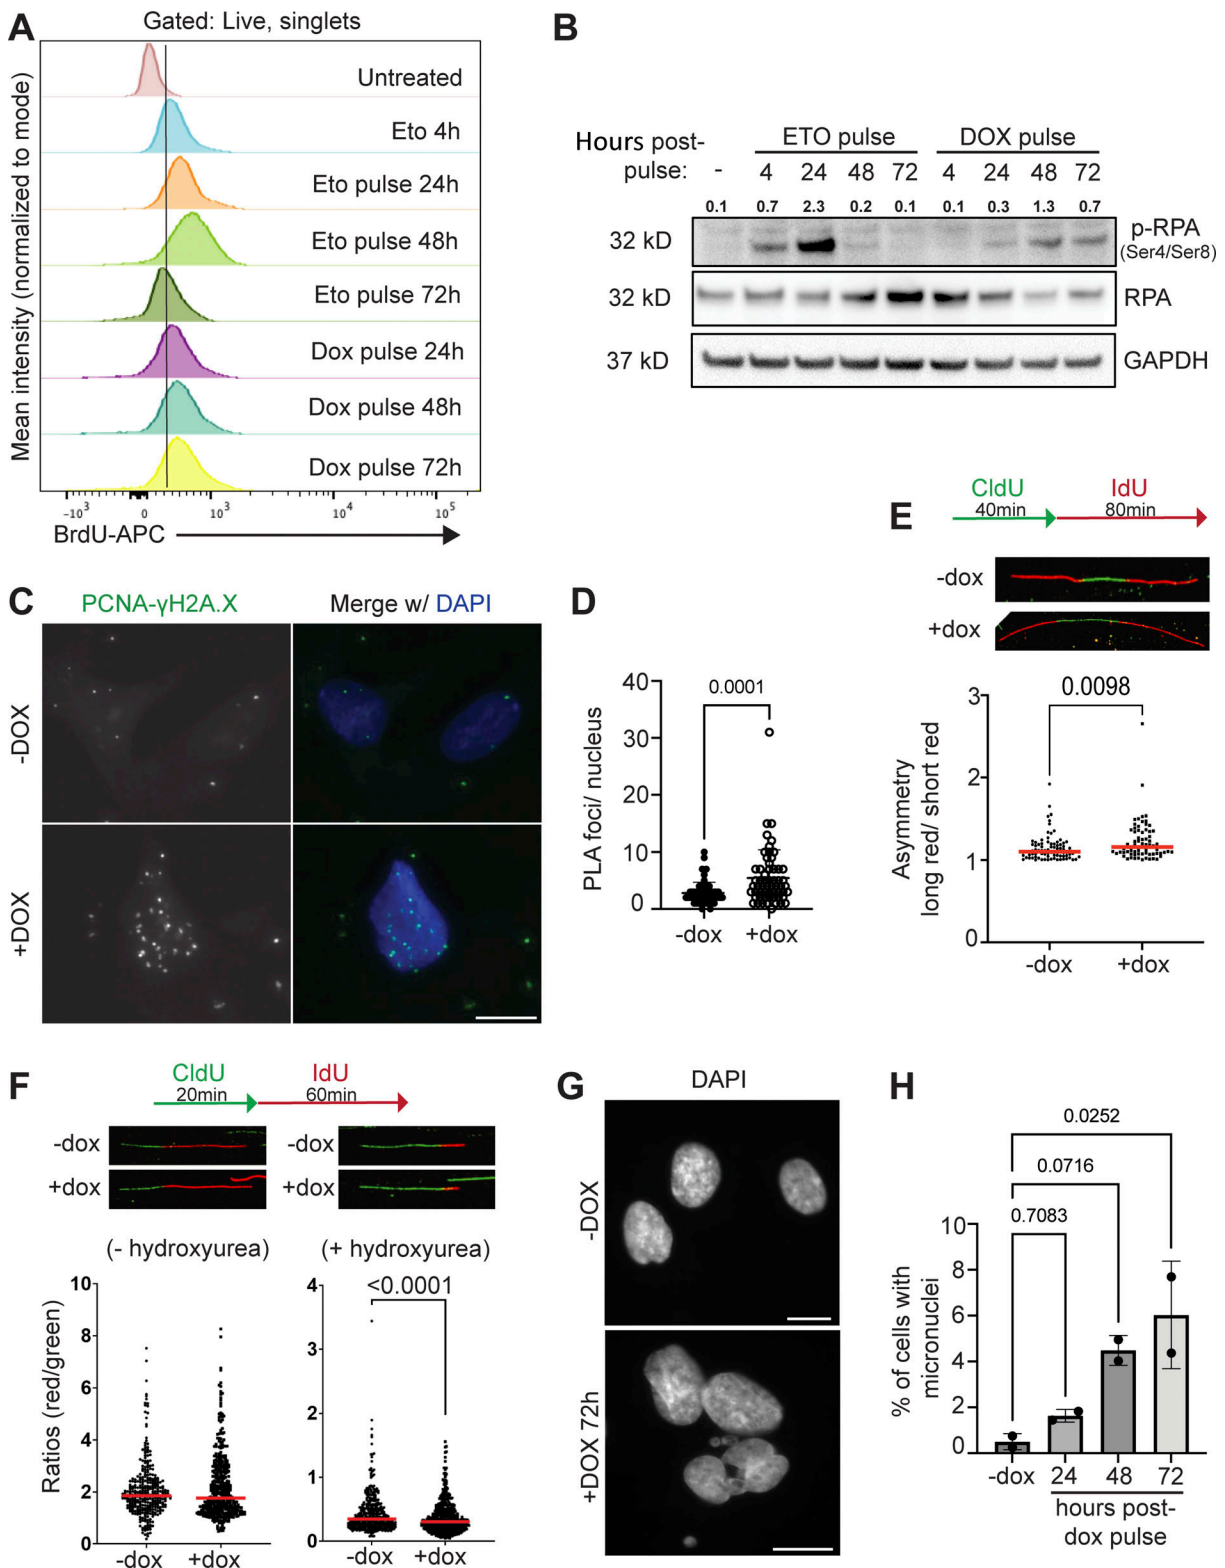 A
Gated: Live, singlets
Mean intensity (normalized to mode)
Untreated
Eto 4h
Eto pulse 24h
Eto pulse 48h
Eto pulse 72h
Dox pulse 24h
Dox pulse 48h
Dox pulse 72h
-10³ 0 10³ 10⁴ 10⁵
BrdU-APC
B
Hours post-pulse:
ETO pulse DOX pulse
- 4 24 48 72 4 24 48 72
0.1 0.7 2.3 0.2 0.1 0.1 0.3 1.3 0.7
32 kD p-RPA
(Ser4/Ser8)
32 kD RPA
37 kD GAPDH
C
PCNA-γH2A.X Merge w/ DAPI
-DOX
+DOX
D
PLA foci/ nucleus
40
30
20
10
0
0.0001
-dox +dox
E
CldU IdU
40min 80min
-dox
+dox
Asymmetry
long red/ short red
3
2
1
0
0.0098
-dox +dox
F
CldU IdU
20min 60min
-dox -dox
+dox +dox
(- hydroxyurea) (+ hydroxyurea)
Ratios (red/green)
10
8
6
4
2
0
-dox +dox
4
3
2
1
0
<0.0001
-dox +dox
G
DAPI
-DOX
+DOX 72h
H
0.0252
0.0716
0.7083
% of cells with
micronuclei
10
8
6
4
2
0
-dox 24 48 72
hours post-
dox pulse